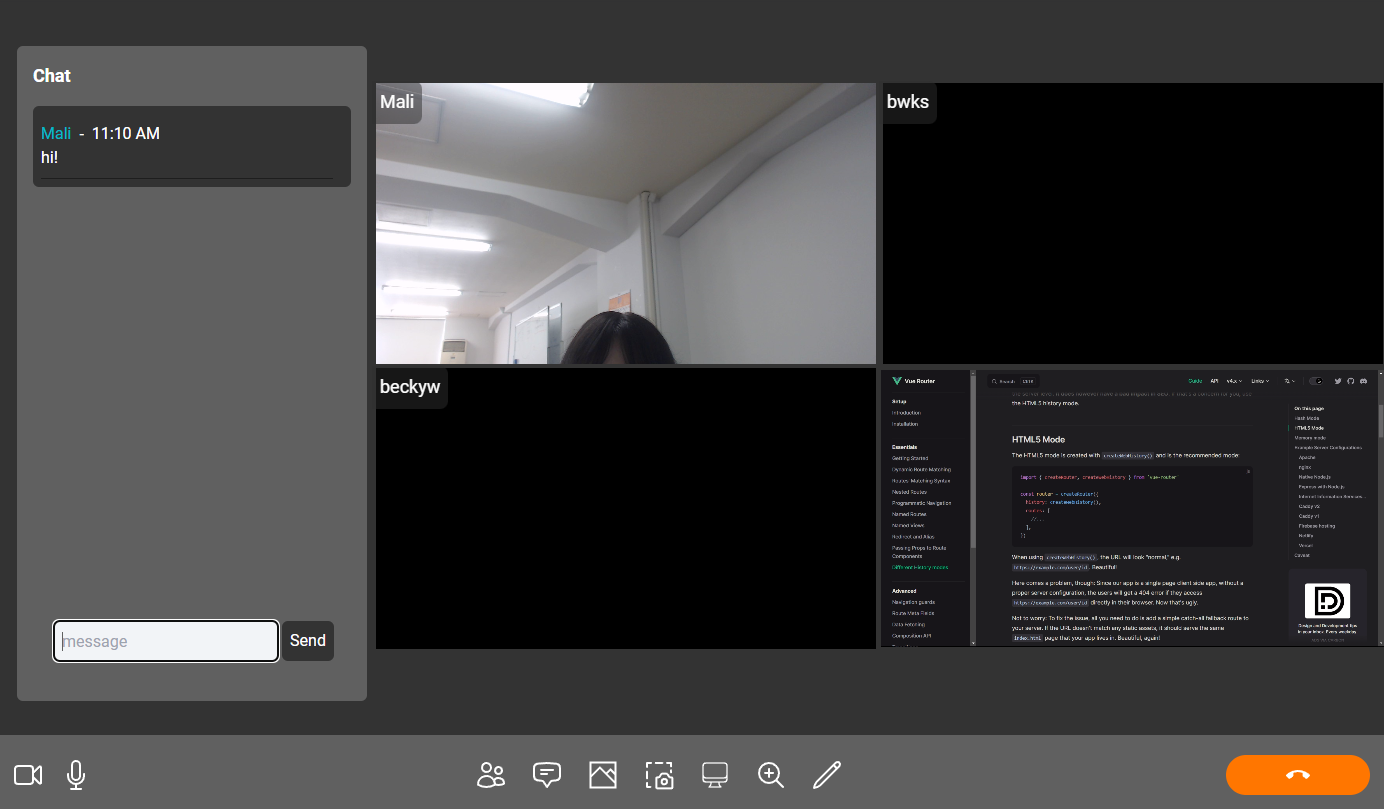 Chat
Mali - 11:10 AM
hi!
message
Send
Mali
bwks
beckyw
Vue Router
Search
Guide
API
v4.x
Links
Setup
Introduction
Installation
Essentials
Getting Started
Dynamic Route Matching
Routes' Matching Syntax
Nested Routes
Programmatic Navigation
Named Routes
Named Views
Redirect and Alias
Passing Props to Route
Components
Different History modes
Advanced
Navigation guards
Route Meta Fields
Data Fetching
Composition API
the HTML5 history mode.
HTML5 Mode
The HTML5 mode is created with createWebHistory() and is the recommended mode:
import { createRouter, createWebHistory } from 'vue-router'
const router = createRouter({
history: createWebHistory(),
routes: [
//...
],
})
When using createWebHistory(), the URL will look "normal," e.g.
https://example.com/user/id. Beautiful!
Here comes a problem, though: Since our app is a single page client side app, without a
proper server configuration, the users will get a 404 error if they access
https://example.com/user/id directly in their browser. Now that's ugly.
Not to worry: To fix the issue, all you need to do is add a simple catch-all fallback route to
your server. If the URL doesn't match any static assets, it should serve the same
index.html page that your app lives in. Beautiful, again!
On this page
Hash Mode
HTML5 Mode
Memory mode
Example Server Configurations
Apache
nginx
Native Node.js
Express with Node.js
Internet Information Services...
Caddy v2
Caddy v1
Firebase hosting
Netlify
Vercel
Caveat
Design and Development tips
in your inbox. Every weekday.